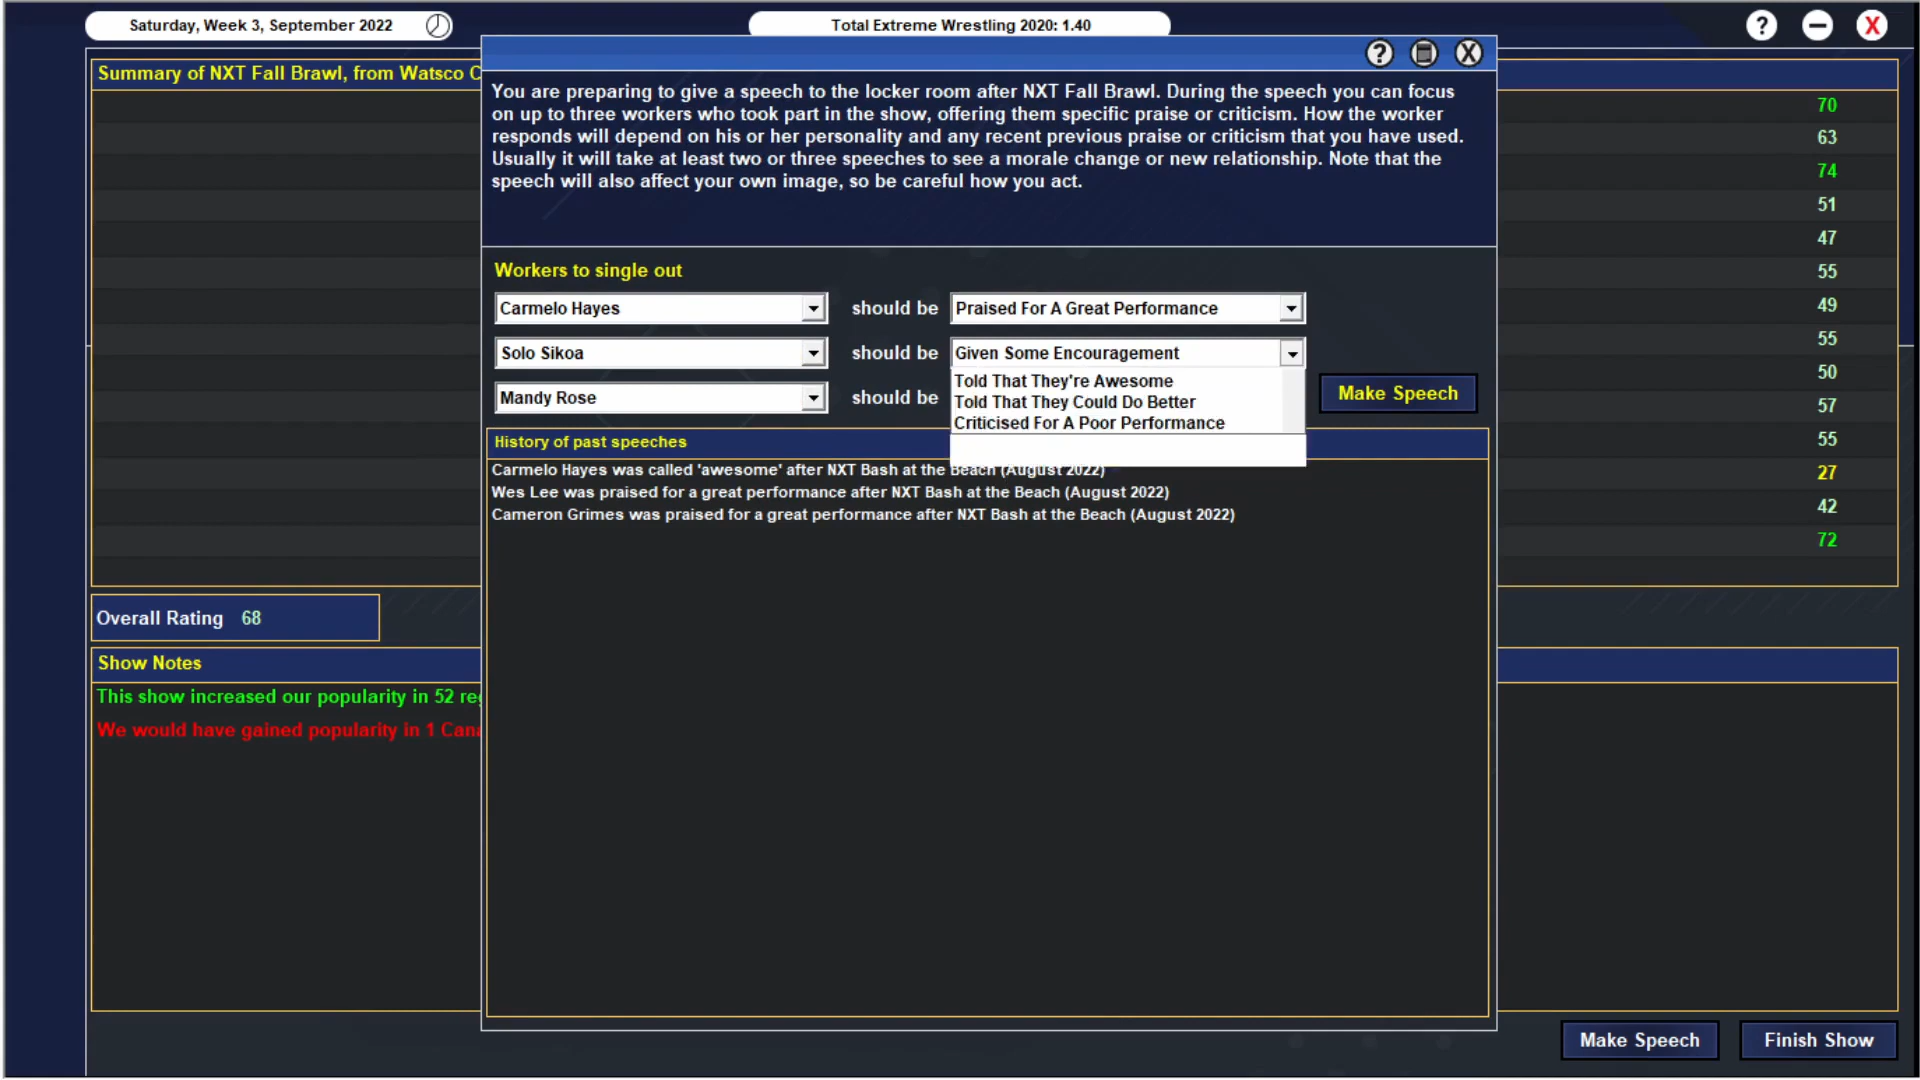 Saturday, Week 3, September 2022
Total Extreme Wrestling 2020: 1.40
?
X
Summary of NXT Fall Brawl, from Watsco C
? X
You are preparing to give a speech to the locker room after NXT Fall Brawl. During the speech you can focus
on up to three workers who took part in the show, offering them specific praise or criticism. How the worker
responds will depend on his or her personality and any recent previous praise or criticism that you have used.
Usually it will take at least two or three speeches to see a morale change or new relationship. Note that the
speech will also affect your own image, so be careful how you act.
Workers to single out
Carmelo Hayes should be Praised For A Great Performance
Solo Sikoa should be Given Some Encouragement
Told That They're Awesome
Told That They Could Do Better
Criticised For A Poor Performance
Mandy Rose should be
Make Speech
History of past speeches
Carmelo Hayes was called 'awesome' after NXT Bash at the Beach (August 2022)
Wes Lee was praised for a great performance after NXT Bash at the Beach (August 2022)
Cameron Grimes was praised for a great performance after NXT Bash at the Beach (August 2022)
70
63
74
51
47
55
49
55
50
57
55
27
42
72
Overall Rating 68
Show Notes
This show increased our popularity in 52 re
We would have gained popularity in 1 Cana
Make Speech
Finish Show